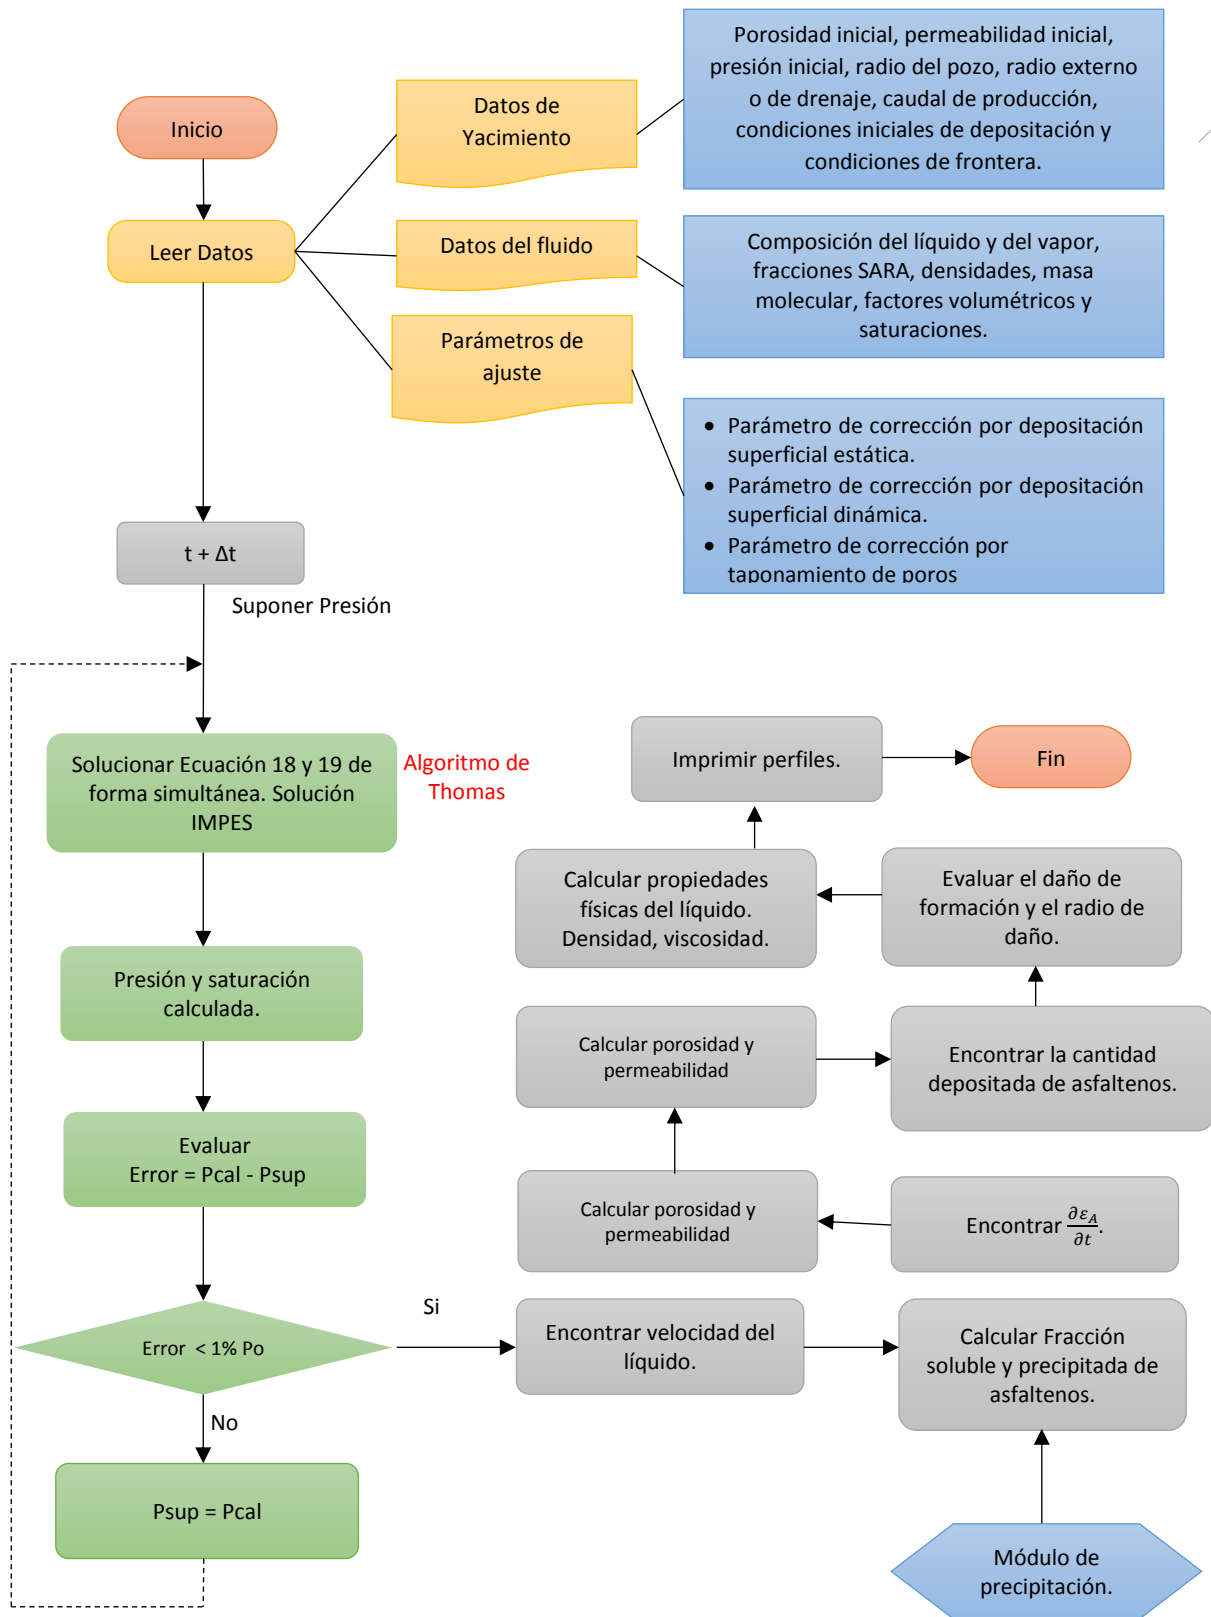 Inicio
Leer Datos
Datos de
Yacimiento
Porosidad inicial, permeabilidad inicial,
presión inicial, radio del pozo, radio externo
o de drenaje, caudal de producción,
condiciones iniciales de depositación y
condiciones de frontera.
Datos del fluido
Composición del líquido y del vapor,
fracciones SARA, densidades, masa
molecular, factores volumétricos y
saturaciones.
Parámetros de
ajuste
• Parámetro de corrección por depositación
superficial estática.
• Parámetro de corrección por depositación
superficial dinámica.
• Parámetro de corrección por
taponamiento de poros
t + Δt
Suponer Presión
Solucionar Ecuación 18 y 19 de
forma simultánea. Solución
IMPES
Algoritmo de
Thomas
Presión y saturación
calculada.
Evaluar
Error = Pcal - Psup
Error < 1% Po
Si
No
Psup = Pcal
Encontrar velocidad del
líquido.
Calcular Fracción
soluble y precipitada de
asfaltenos.
Módulo de
precipitación.
Encontrar ∂ε_A/∂t.
Calcular porosidad y
permeabilidad
Calcular porosidad y
permeabilidad
Encontrar la cantidad
depositada de asfaltenos.
Evaluar el daño de
formación y el radio de
daño.
Calcular propiedades
físicas del líquido.
Densidad, viscosidad.
Imprimir perfiles.
Fin